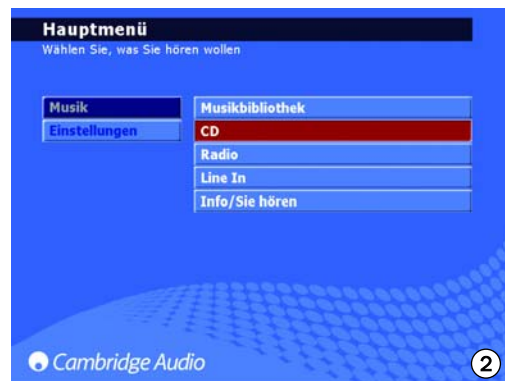 Hauptmenü
Wählen Sie, was Sie hören wollen
Musik
Einstellungen
Musikbibliothek
CD
Radio
Line In
Info/Sie hören
Cambridge Audio
2